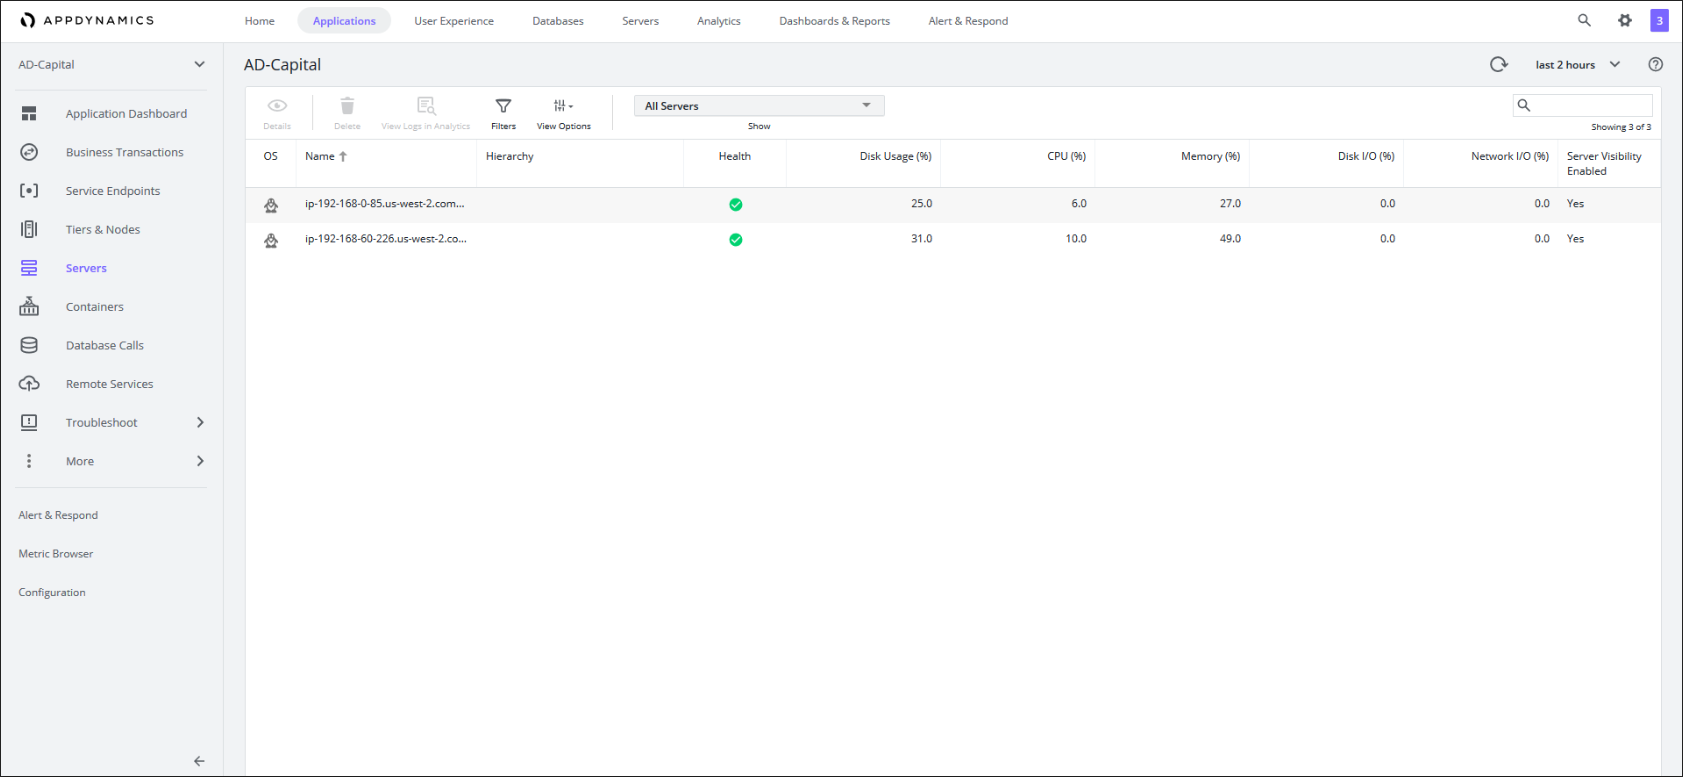 APPDYNAMICS
Home Applications User Experience Databases Servers Analytics Dashboards & Reports Alert & Respond
3
AD-Capital
Application Dashboard
Business Transactions
Service Endpoints
Tiers & Nodes
Servers
Containers
Database Calls
Remote Services
Troubleshoot
More
Alert & Respond
Metric Browser
Configuration
AD-Capital
last 2 hours
Details Delete View Logs in Analytics Filters View Options
All Servers
Show
Showing 3 of 3
OS Name Hierarchy Health Disk Usage (%) CPU (%) Memory (%) Disk I/O (%) Network I/O (%) Server Visibility
Enabled
ip-192-168-0-85.us-west-2.com... 25.0 6.0 27.0 0.0 0.0 Yes
ip-192-168-60-226.us-west-2.co... 31.0 10.0 49.0 0.0 0.0 Yes